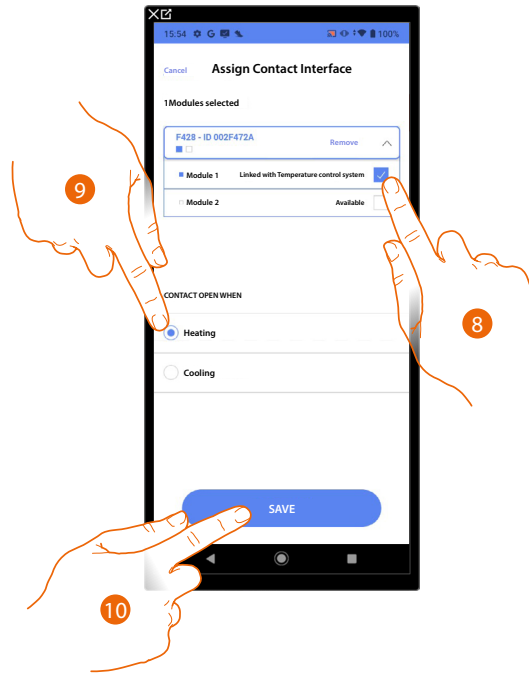 15:54 G 100%
Cancel Assign Contact Interface
1Modules selected
F428 - ID 002F472A Remove
Module 1 Linked with Temperature control system
Module 2 Available
9
8
CONTACT OPEN WHEN
Heating
Cooling
SAVE
10